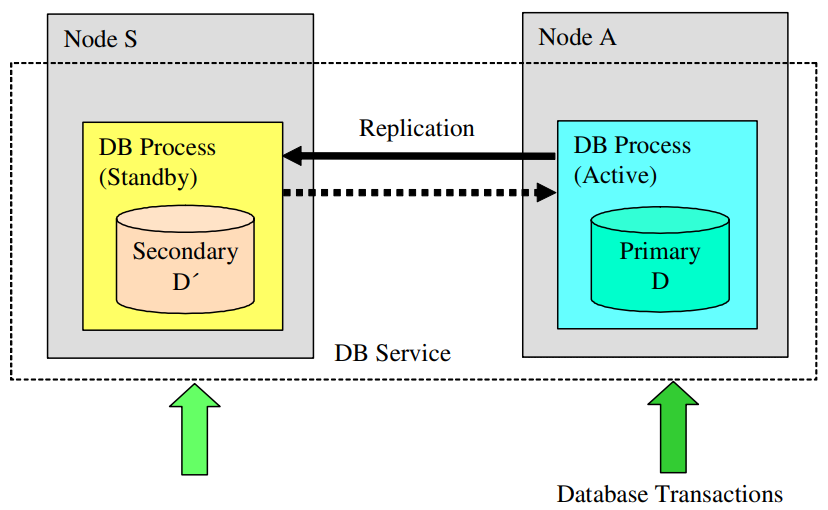 Node S
Node A
Replication
DB Process
(Standby)
DB Process
(Active)
Secondary
D´
Primary
D
DB Service
Database Transactions